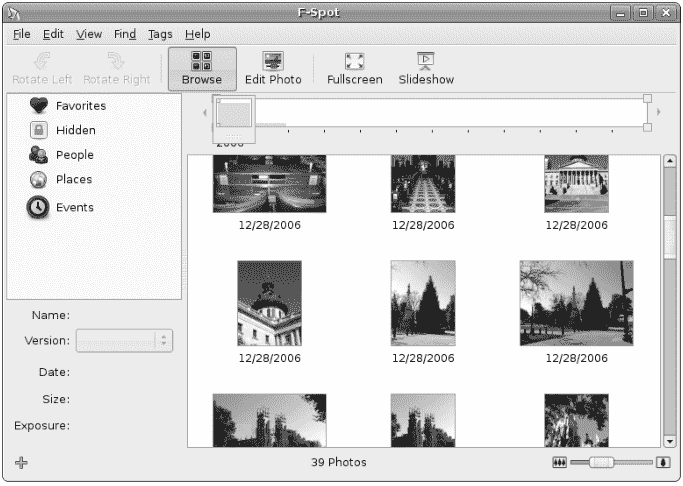 F-Spot
File Edit View Find Tags Help
Rotate Left Rotate Right Browse Edit Photo Fullscreen Slideshow
Favorites
Hidden
People
Places
Events
2006
12/28/2006 12/28/2006 12/28/2006
12/28/2006 12/28/2006 12/28/2006
Name:
Version:
Date:
Size:
Exposure:
39 Photos